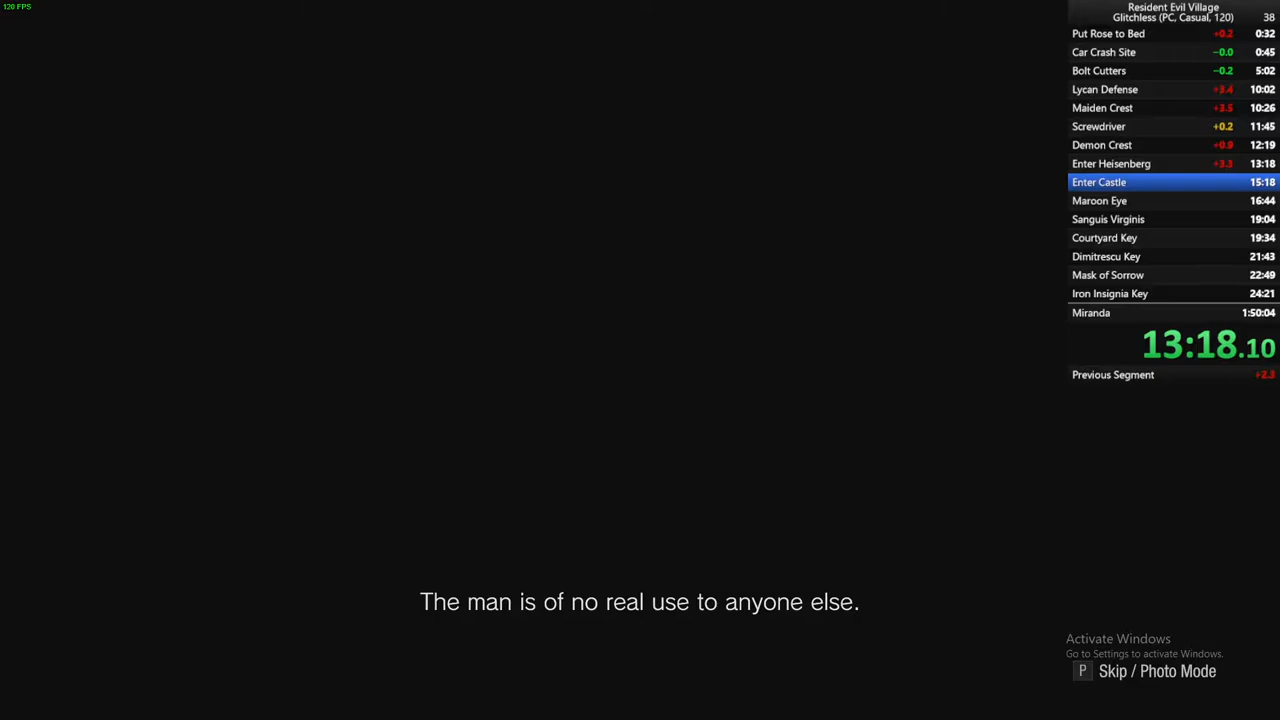 120 FPS
Resident Evil Village
Glitchless (PC, Casual, 120) 38
Put Rose to Bed +0.2 0:32
Car Crash Site −0.0 0:45
Bolt Cutters −0.2 5:02
Lycan Defense +3.4 10:02
Maiden Crest +3.5 10:26
Screwdriver +0.2 11:45
Demon Crest +0.9 12:19
Enter Heisenberg +3.3 13:18
Enter Castle 15:18
Maroon Eye 16:44
Sanguis Virginis 19:04
Courtyard Key 19:34
Dimitrescu Key 21:43
Mask of Sorrow 22:49
Iron Insignia Key 24:21
Miranda 1:50:04
13:18.10
Previous Segment +2.3
The man is of no real use to anyone else.
Activate Windows
Go to Settings to activate Windows.
P Skip / Photo Mode